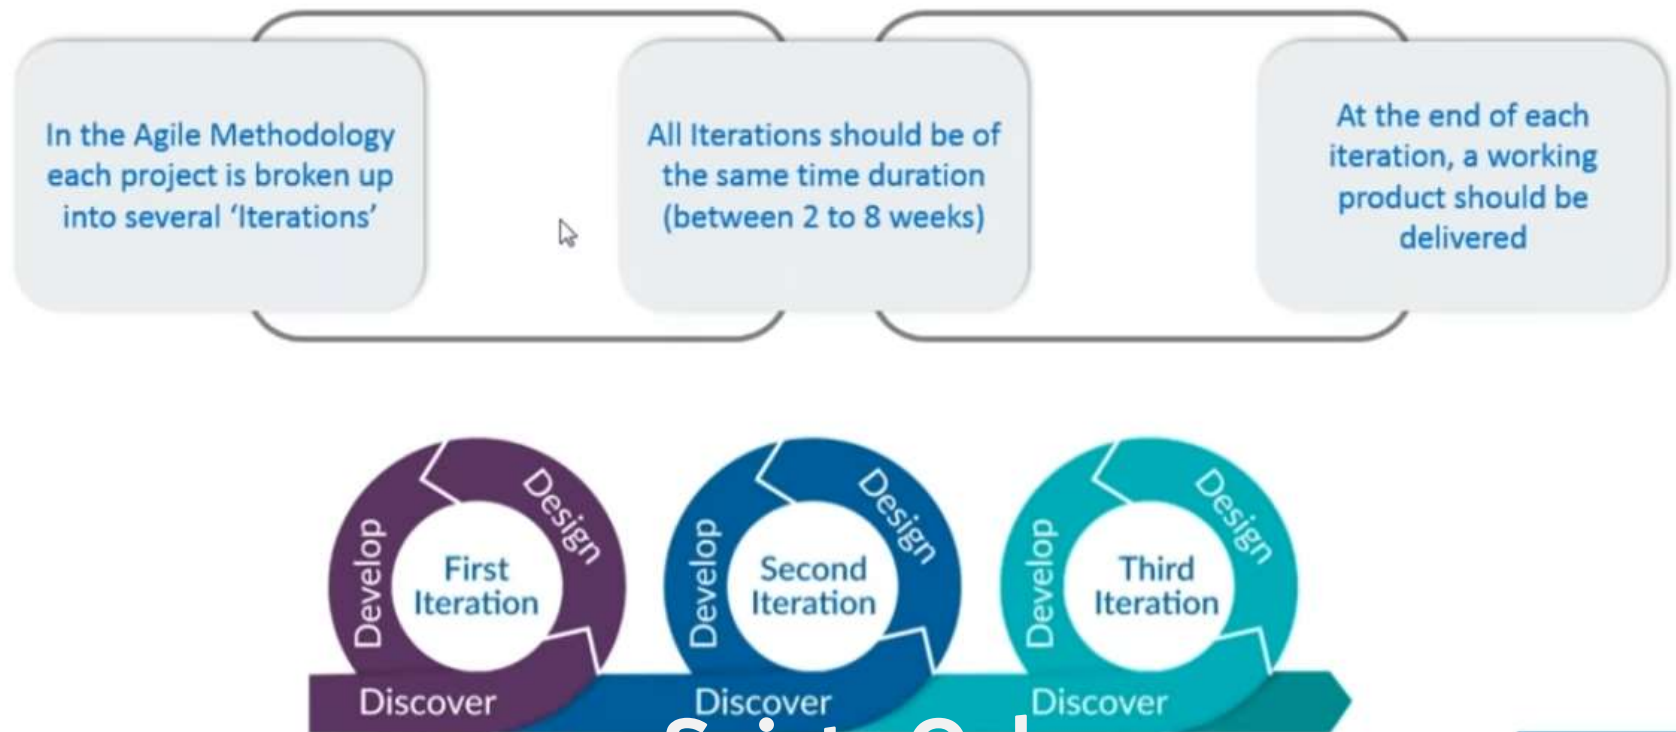 In the Agile Methodology
each project is broken up
into several ‘Iterations’
All Iterations should be of
the same time duration
(between 2 to 8 weeks)
At the end of each
iteration, a working
product should be
delivered
Develop
Design
First
Iteration
Discover
Develop
Design
Second
Iteration
Discover
Develop
Design
Third
Iteration
Discover